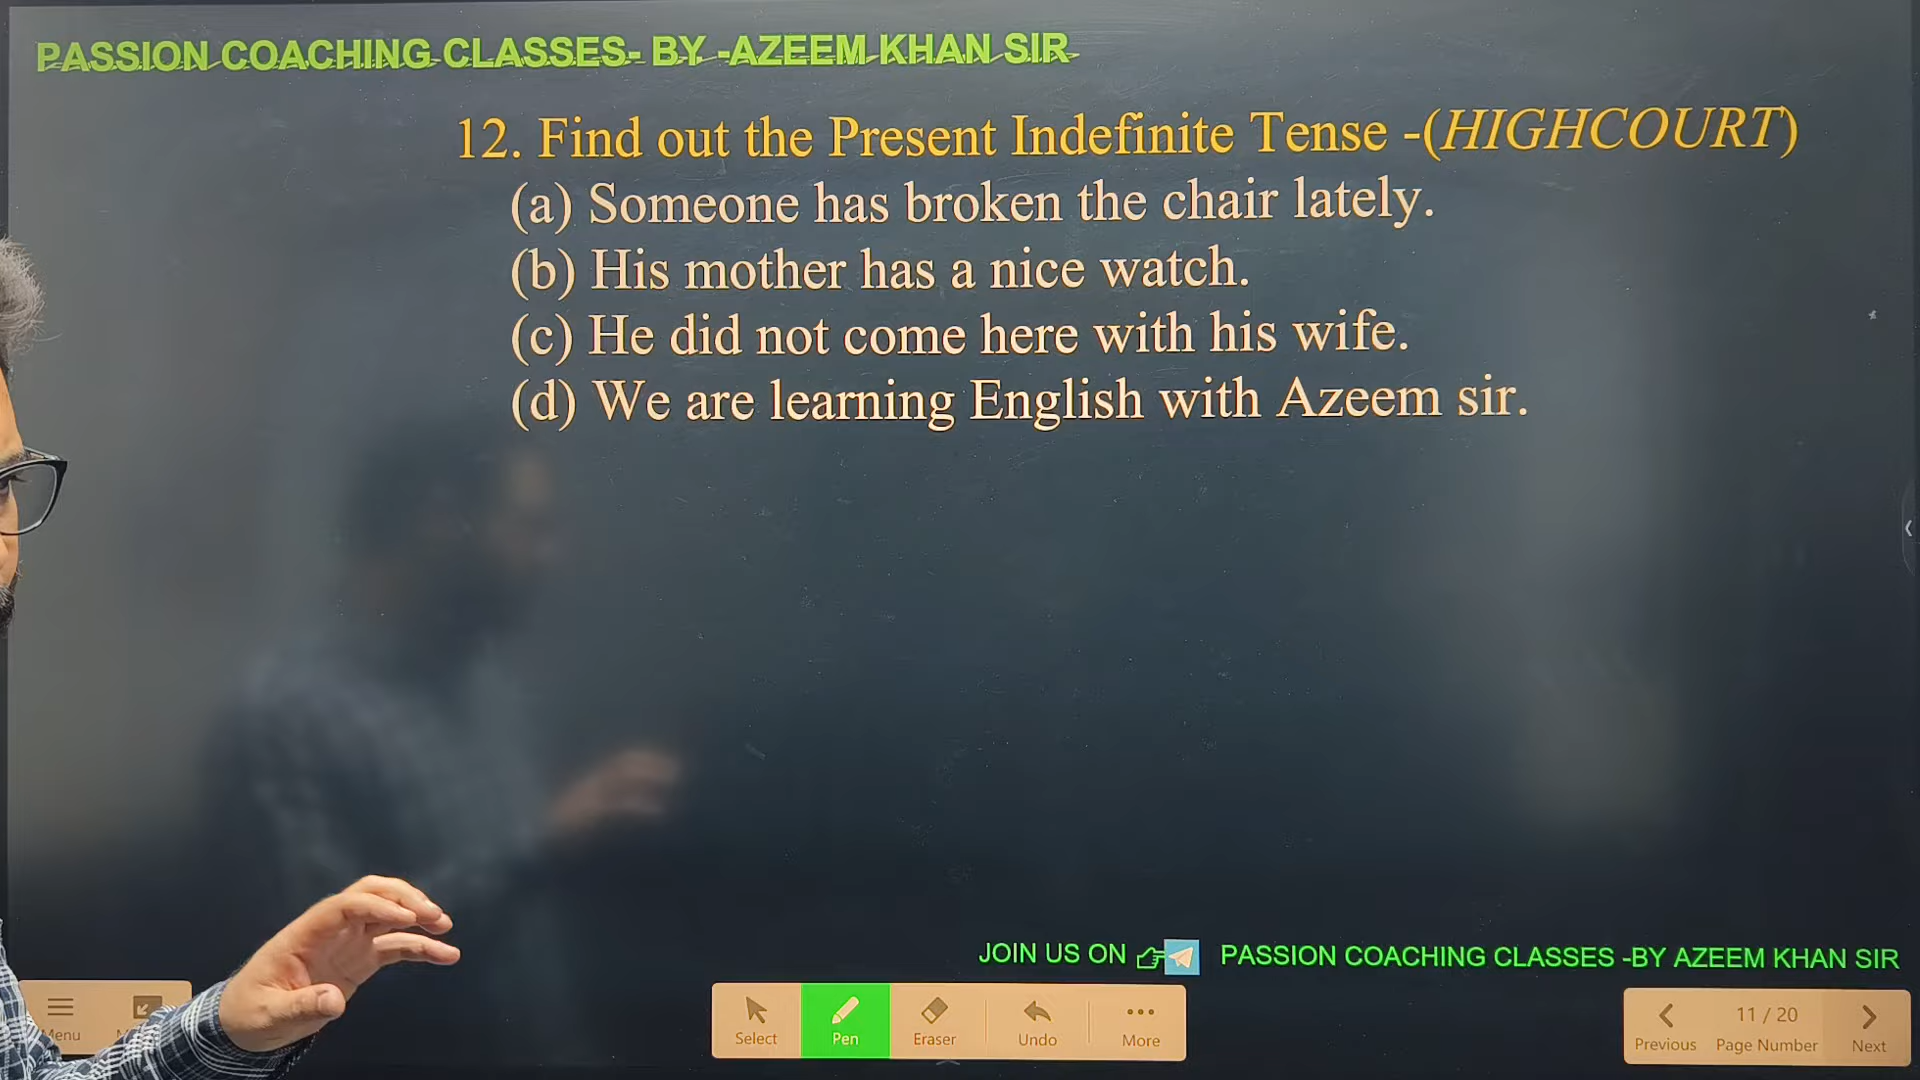 PASSION COACHING CLASSES- BY -AZEEM KHAN SIR
12. Find out the Present Indefinite Tense -(HIGHCOURT)
(a) Someone has broken the chair lately.
(b) His mother has a nice watch.
(c) He did not come here with his wife.
(d) We are learning English with Azeem sir.
JOIN US ON PASSION COACHING CLASSES -BY AZEEM KHAN SIR
Menu
Select Pen Eraser Undo More
11 / 20
Previous Page Number Next